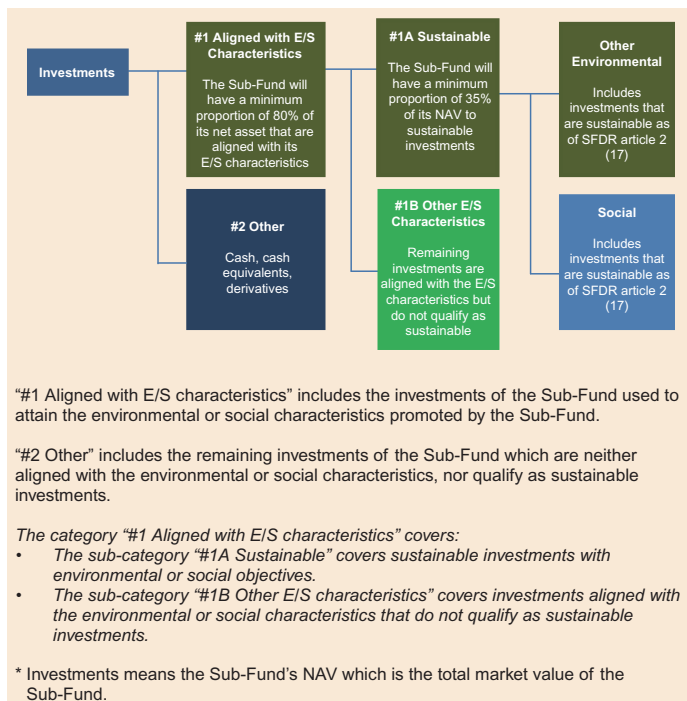 Investments
#1 Aligned with E/S
Characteristics
The Sub-Fund will
have a minimum
proportion of 80% of
its net asset that are
aligned with its
E/S characteristics
#2 Other
Cash, cash
equivalents,
derivatives
#1A Sustainable
The Sub-Fund will
have a minimum
proportion of 35%
of its NAV to
sustainable
investments
#1B Other E/S
Characteristics
Remaining
investments are
aligned with the E/S
characteristics but
do not qualify as
sustainable
Other
Environmental
Includes
investments that
are sustainable as
of SFDR article 2
(17)
Social
Includes
investments that
are sustainable as
of SFDR article 2
(17)
“#1 Aligned with E/S characteristics” includes the investments of the Sub-Fund used to
attain the environmental or social characteristics promoted by the Sub-Fund.
“#2 Other” includes the remaining investments of the Sub-Fund which are neither
aligned with the environmental or social characteristics, nor qualify as sustainable
investments.
The category “#1 Aligned with E/S characteristics” covers:
• The sub-category “#1A Sustainable” covers sustainable investments with
environmental or social objectives.
• The sub-category “#1B Other E/S characteristics” covers investments aligned with
the environmental or social characteristics that do not qualify as sustainable
investments.
* Investments means the Sub-Fund’s NAV which is the total market value of the
Sub-Fund.